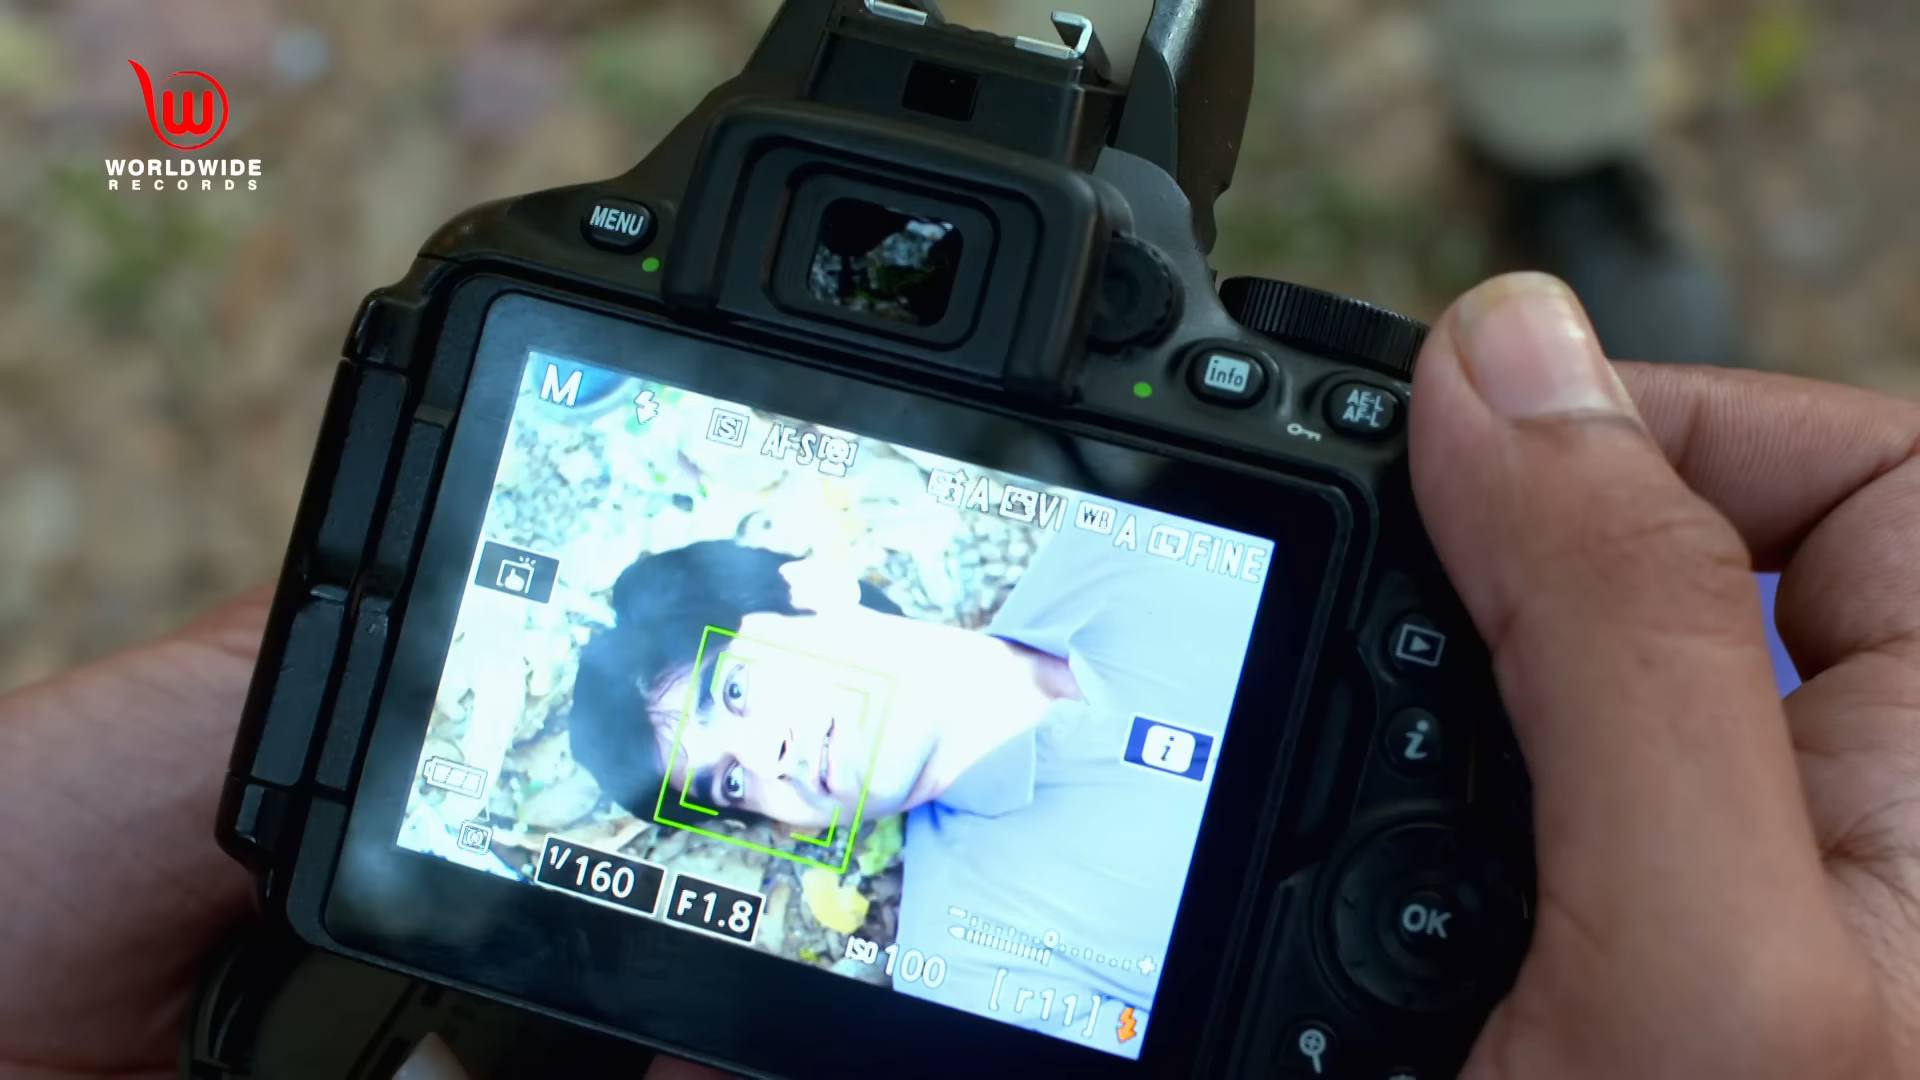 W
WORLDWIDE
RECORDS
MENU
info
AE-L
AF-L
M
S AF-S
A VI WB A L FINE
i
i
1/160 F1.8
ISO 100
[r11]
OK